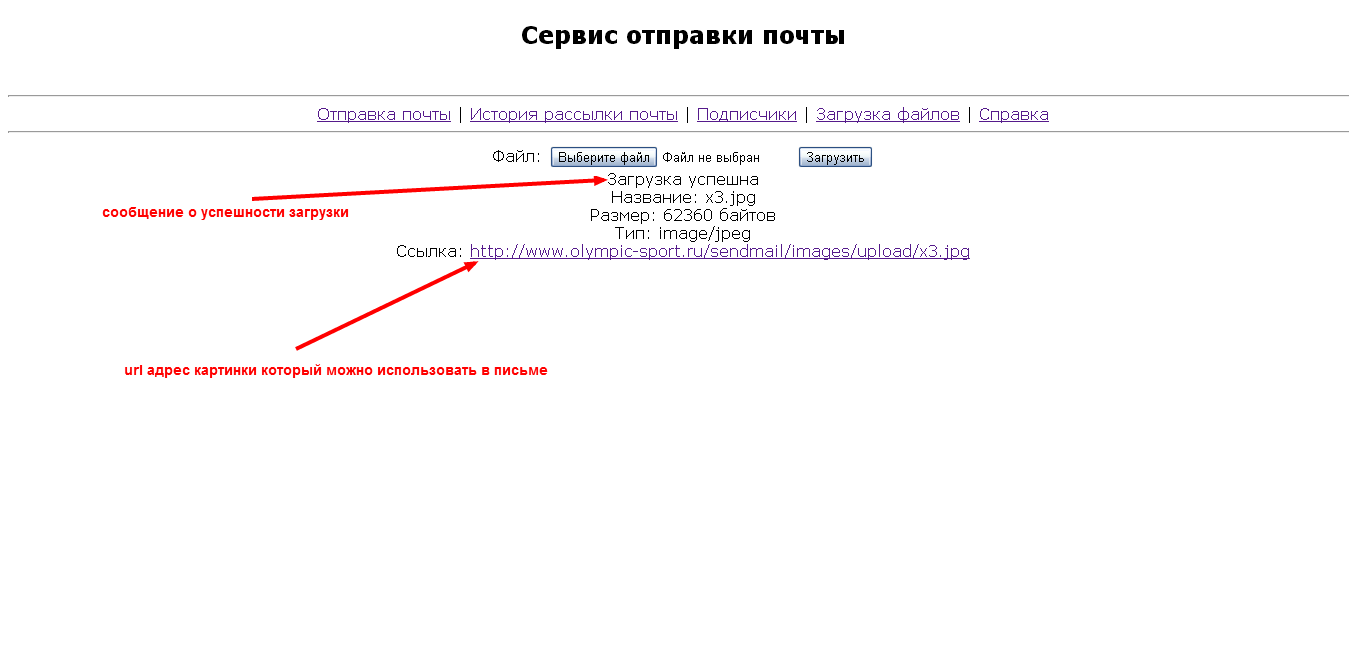 Сервис отправки почты
Отправка почты | История рассылки почты | Подписчики | Загрузка файлов | Справка
Файл: Выберите файл Файл не выбран Загрузить
Загрузка успешна
Название: x3.jpg
сообщение о успешности загрузки
Размер: 62360 байтов
Тип: image/jpeg
Ссылка: http://www.olympic-sport.ru/sendmail/images/upload/x3.jpg
url адрес картинки который можно использовать в письме